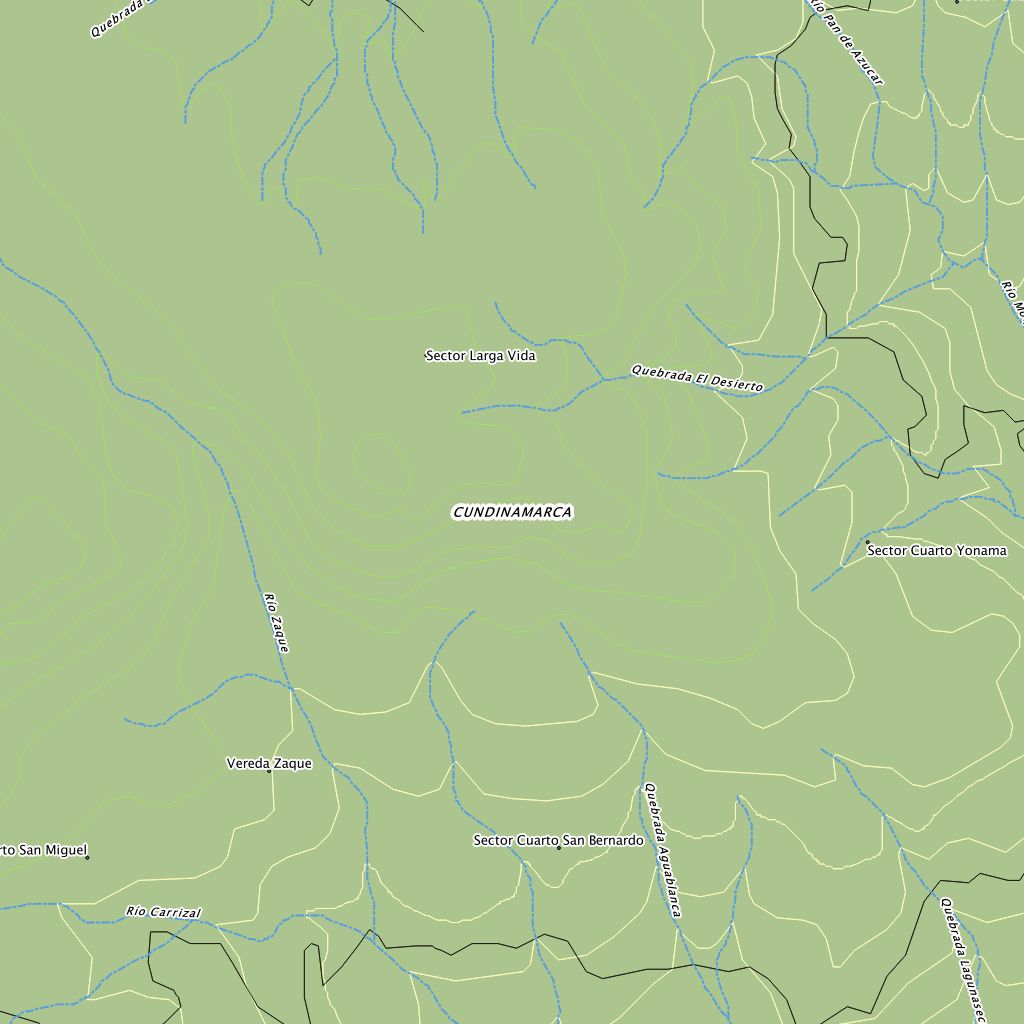 Quebrada
Río Pan de Azucar
Río
Sector Larga Vida
Quebrada El Desierto
CUNDINAMARCA
Sector Cuarto Yonama
Río Zaque
Vereda Zaque
Quebrada Aguablanca
Sector Cuarto San Bernardo
rto San Miguel
Río Carrizal
Quebrada Lagunasec